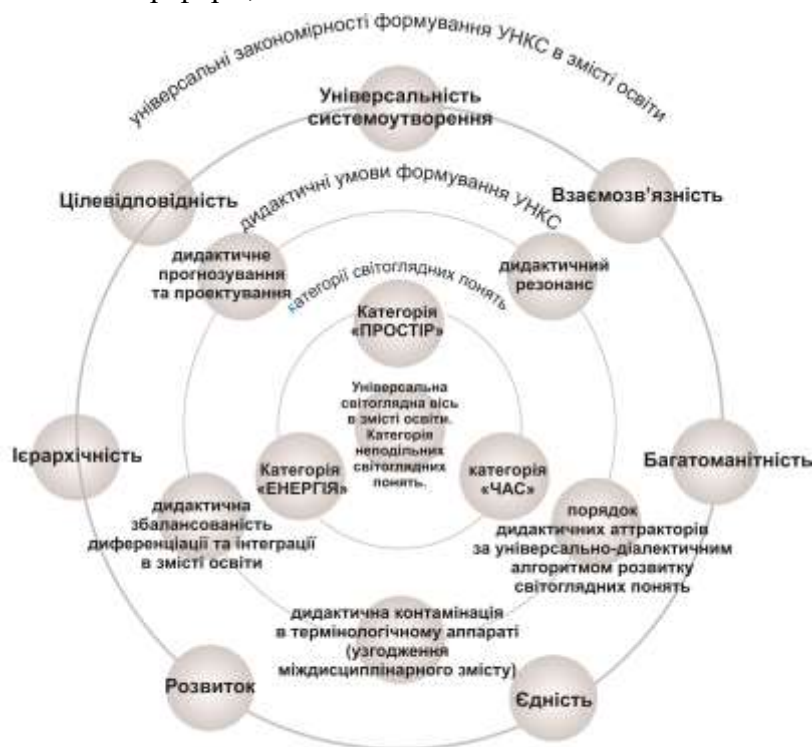 універсальні закономірності формування УНКС в змісті освіти
Універсальність
системоутворення
Цілевідповідність
Взаємозв'язність
дидактичні умови формування УНКС
дидактичне
прогнозування
та проектування
дидактичний
резонанс
категорії світоглядних понять
Категорія
«ПРОСТІР»
Універсальна
світоглядна вісь
в змісті освіти.
Категорія
неподільних
світоглядних
понять.
Ієрархічність
Категорія
«ЕНЕРГІЯ»
категорія
«ЧАС»
Багатоманітність
дидактична
збалансованість
диференціації та інтеграції
в змісті освіти
порядок
дидактичних аттракторів
за універсально-діалектичним
алгоритмом розвитку
світоглядних понять
дидактична контамінація
в термінологічному аппараті
(узгодження
міждисциплінарного змісту)
Розвиток
Єдність